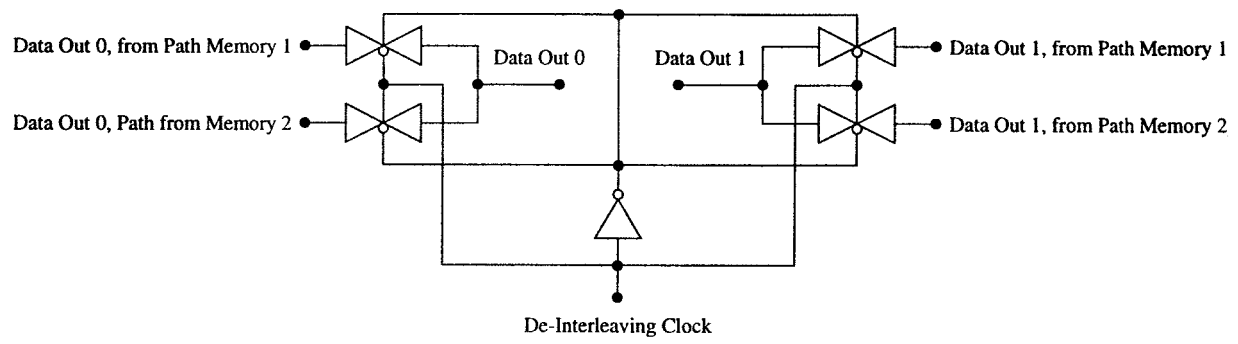 Data Out 0, from Path Memory 1
Data Out 0
Data Out 1
Data Out 1, from Path Memory 1
Data Out 0, Path from Memory 2
Data Out 1, from Path Memory 2
De-Interleaving Clock